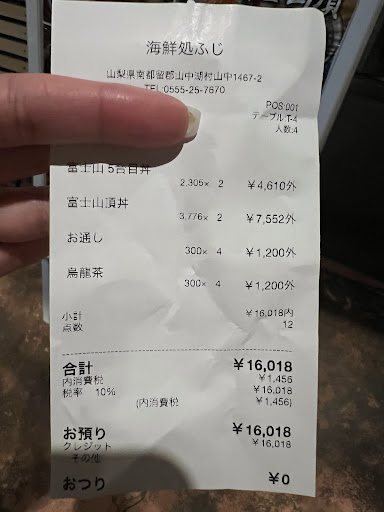 海鮮処ふじ
山梨県南都留郡山中湖村山中1467-2
TEL:0555-25-7670
POS:001
テーブル:T-4
人数:4
富士山5合目丼
2,305× 2 ¥4,610外
富士山頂丼
3,776× 2 ¥7,552外
お通し
300× 4 ¥1,200外
烏龍茶
300× 4 ¥1,200外
小計 ¥16,018内
点数 12
合計 ¥16,018
内消費税 ¥1,456
税率 10% ¥16,018
(内消費税 ¥1,456)
お預り ¥16,018
クレジット ¥16,018
その他
おつり ¥0